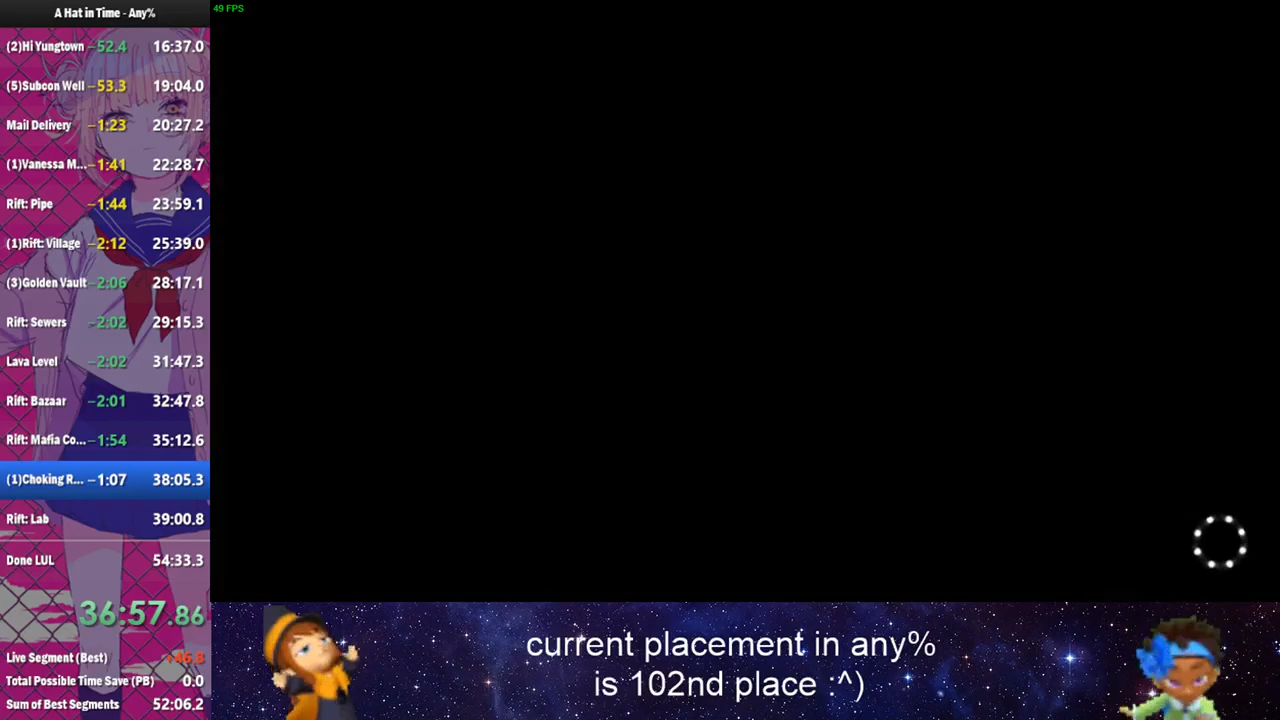 A Hat in Time - Any%
49 FPS
(2)Hi Yungtown -52.4 16:37.0
(5)Subcon Well -53.3 19:04.0
Mail Delivery -1:23 20:27.2
(1)Vanessa M... -1:41 22:28.7
Rift: Pipe -1:44 23:59.1
(1)Rift: Village -2:12 25:39.0
(3)Golden Vault -2:06 28:17.1
Rift: Sewers -2:02 29:15.3
Lava Level -2:02 31:47.3
Rift: Bazaar -2:01 32:47.8
Rift: Mafia Co... -1:54 35:12.6
(1)Choking R... -1:07 38:05.3
Rift: Lab 39:00.8
Done LUL 54:33.3
36:57.86
Live Segment (Best) +46.8
Total Possible Time Save (PB) 0.0
Sum of Best Segments 52:06.2
current placement in any%
is 102nd place :^)